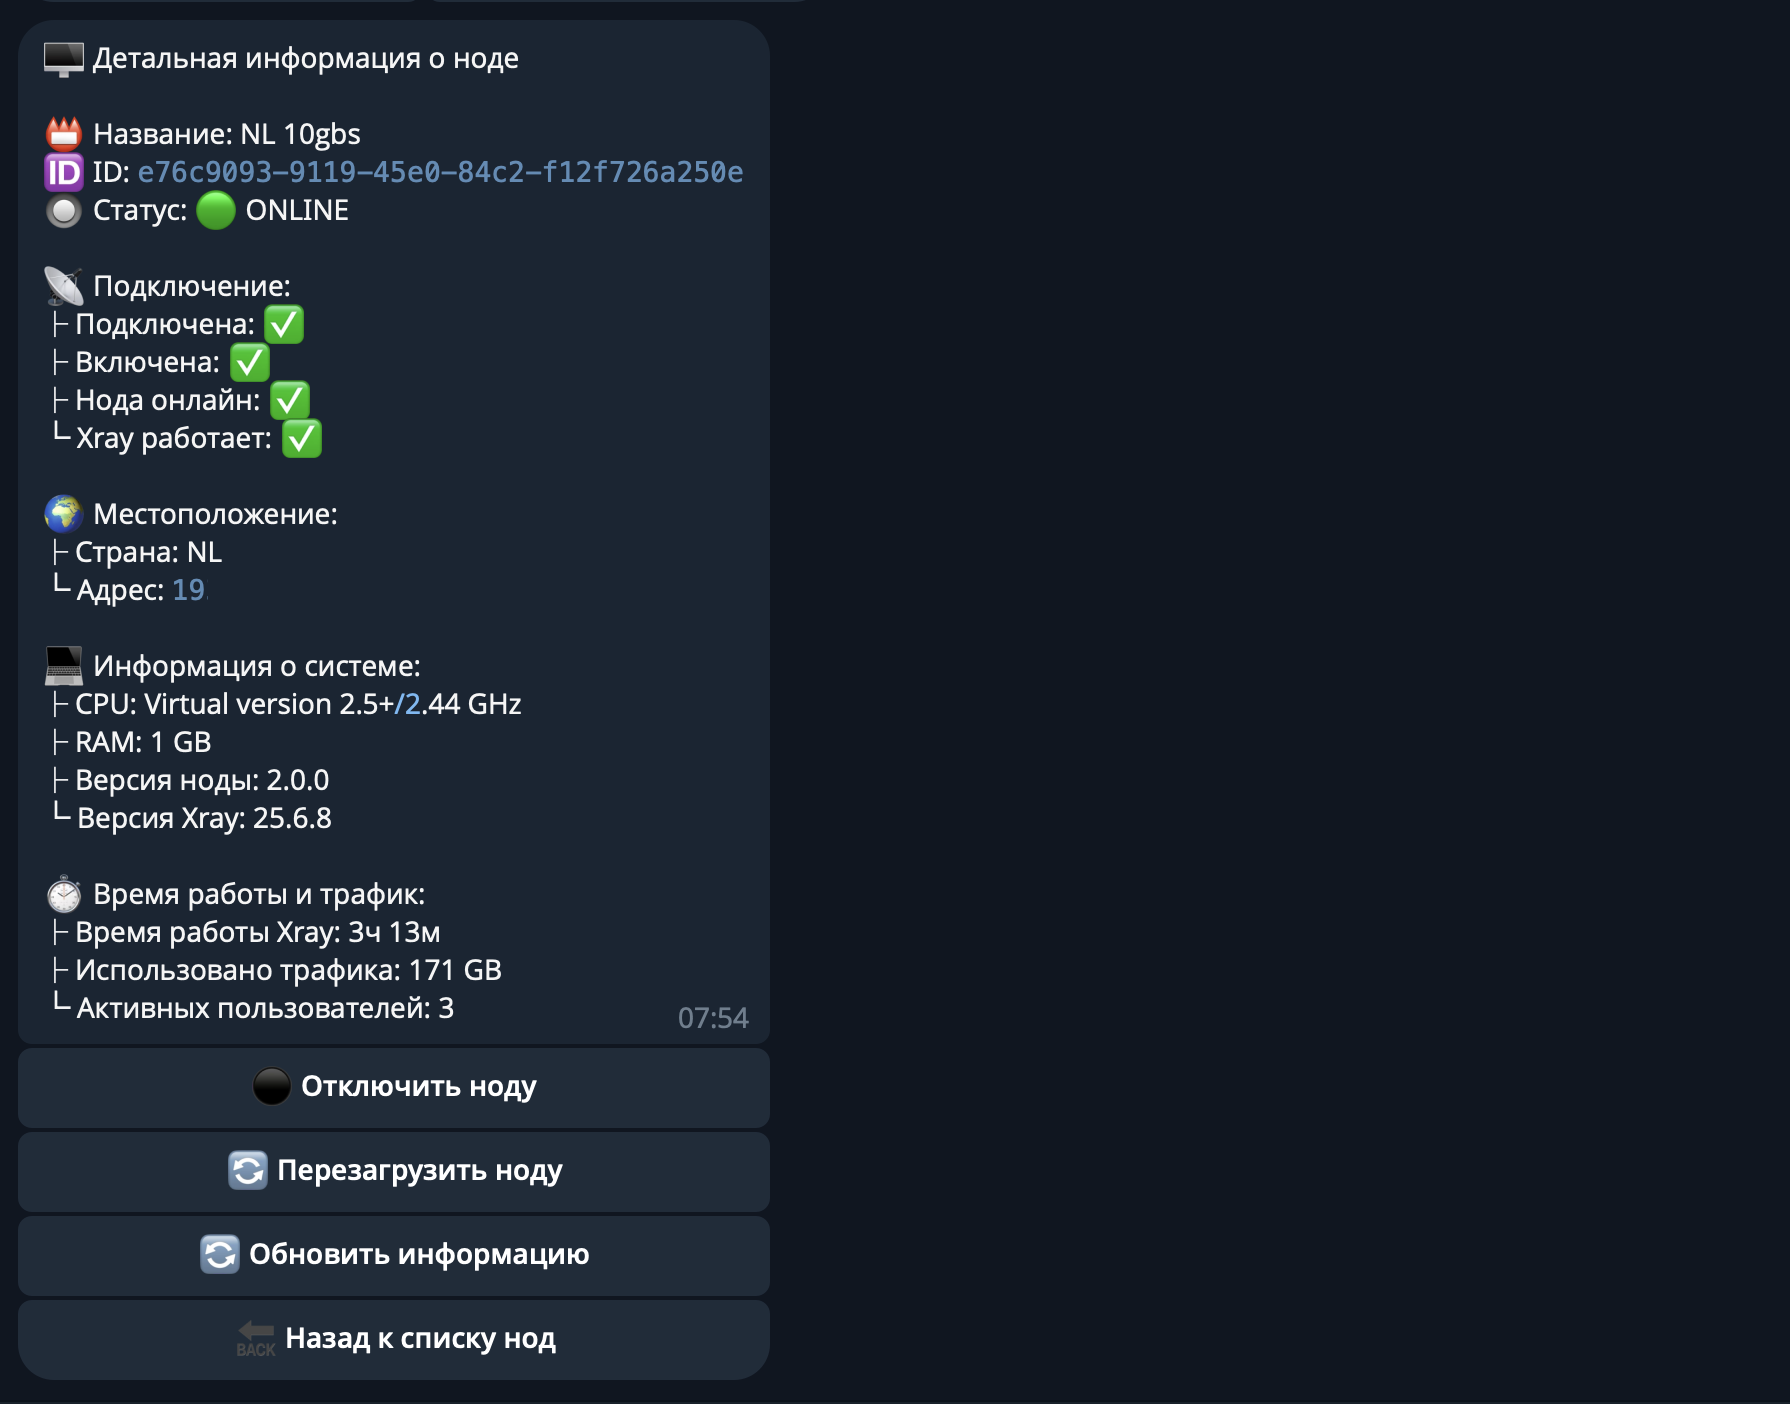 Детальная информация о ноде
Название: NL 10gbs
ID: e76c9093-9119-45e0-84c2-f12f726a250e
Статус: ONLINE
Подключение:
├ Подключена: ✅
├ Включена: ✅
├ Нода онлайн: ✅
└ Xray работает: ✅
Местоположение:
├ Страна: NL
└ Адрес: 19.
Информация о системе:
├ CPU: Virtual version 2.5+/2.44 GHz
├ RAM: 1 GB
├ Версия ноды: 2.0.0
└ Версия Xray: 25.6.8
Время работы и трафик:
├ Время работы Xray: 3ч 13м
├ Использовано трафика: 171 GB
└ Активных пользователей: 3
07:54
Отключить ноду
Перезагрузить ноду
Обновить информацию
BACK Назад к списку нод